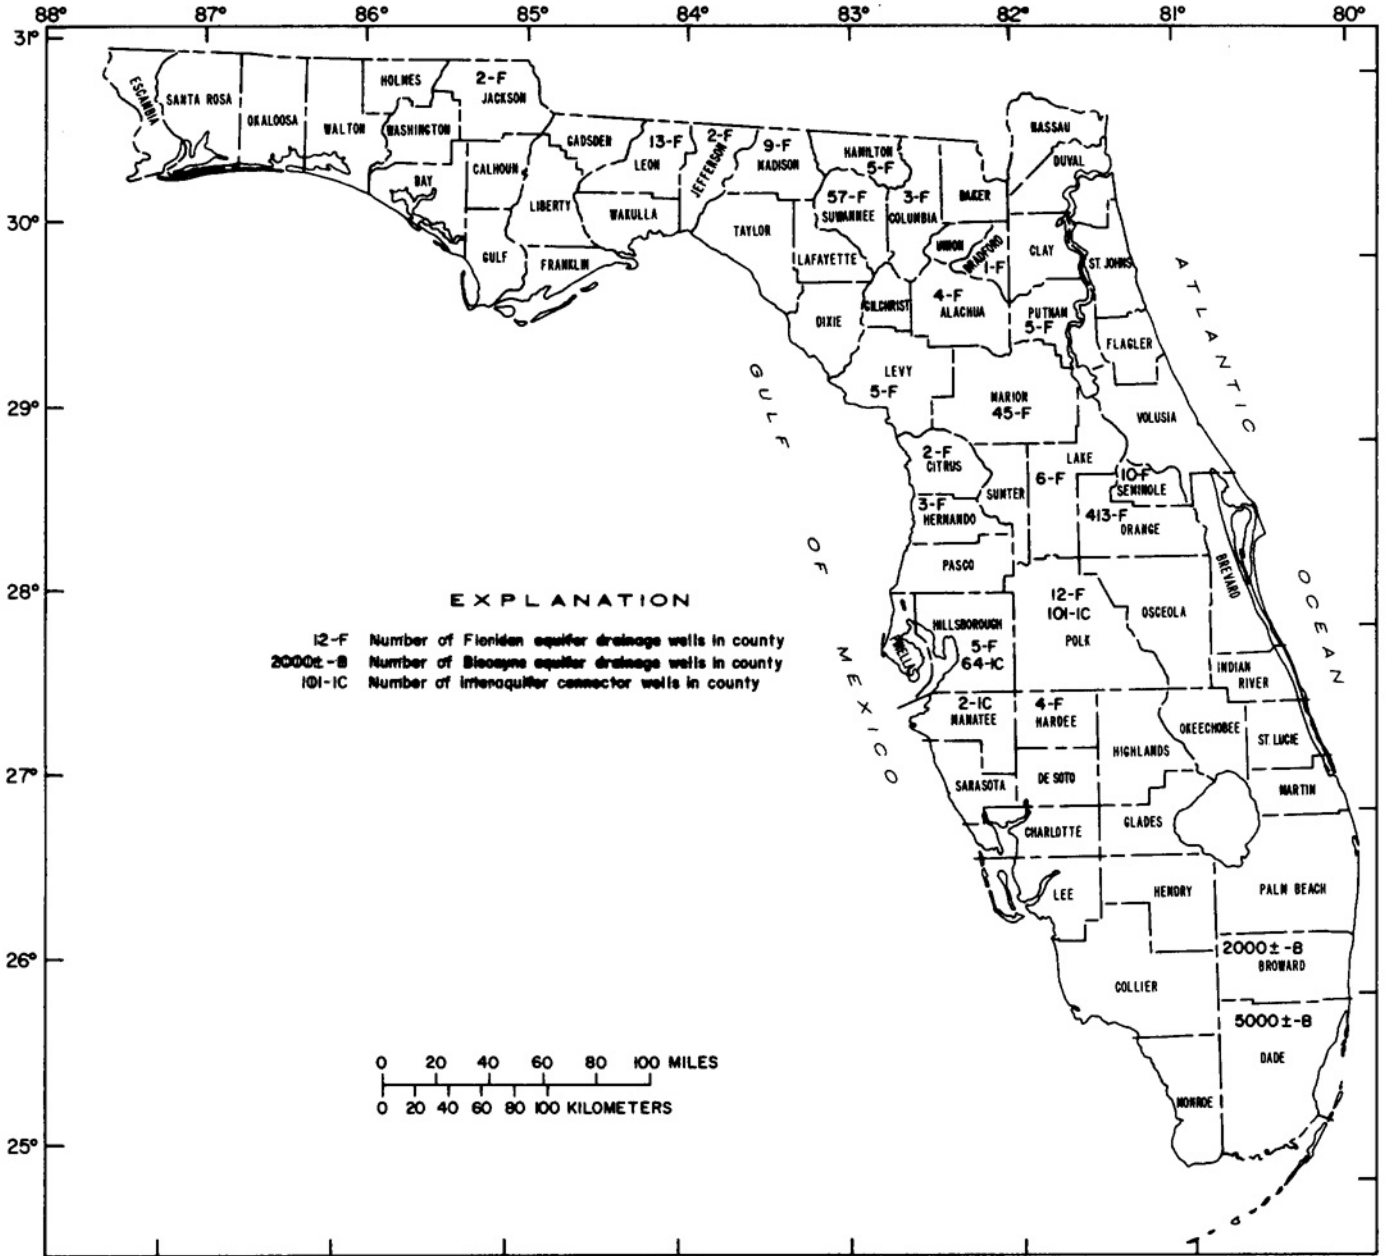 88° 87° 86° 85° 84° 83° 82° 81° 80°
31°
30°
29°
28°
27°
26°
25°
ESCAMBIA
SANTA ROSA
OKALOOSA
WALTON
HOLMES
WASHINGTON
BAY
2-F
JACKSON
CALHOUN
GULF
LIBERTY
FRANKLIN
GADSDEN
13-F
LEON
WAKULLA
2-F
JEFFERSON
9-F
MADISON
TAYLOR
HAMILTON
5-F
57-F
SUWANNEE
LAFAYETTE
DIXIE
3-F
COLUMBIA
GILCHRIST
BAKER
NASSAU
DUVAL
UNION
BRADFORD
1-F
CLAY
ST. JOHNS
4-F
ALACHUA
PUTNAM
5-F
FLAGLER
LEVY
5-F
MARION
45-F
VOLUSIA
2-F
CITRUS
SUMTER
LAKE
6-F
10-F
SEMINOLE
3-F
HERNANDO
413-F
ORANGE
PASCO
BREVARD
HILLSBOROUGH
5-F
64-IC
12-F
101-IC
POLK
OSCEOLA
INDIAN
RIVER
2-IC
MANATEE
4-F
HARDEE
HIGHLANDS
OKEECHOBEE
ST. LUCIE
SARASOTA
DE SOTO
MARTIN
CHARLOTTE
GLADES
LEE
HENDRY
PALM BEACH
2000±-B
BROWARD
COLLIER
5000±-B
DADE
MONROE
GULF OF MEXICO
ATLANTIC OCEAN
EXPLANATION
12-F Number of Floridan aquifer drainage wells in county
2000±-B Number of Biscayne aquifer drainage wells in county
101-IC Number of interaquifer connector wells in county
0 20 40 60 80 100 MILES
0 20 40 60 80 100 KILOMETERS